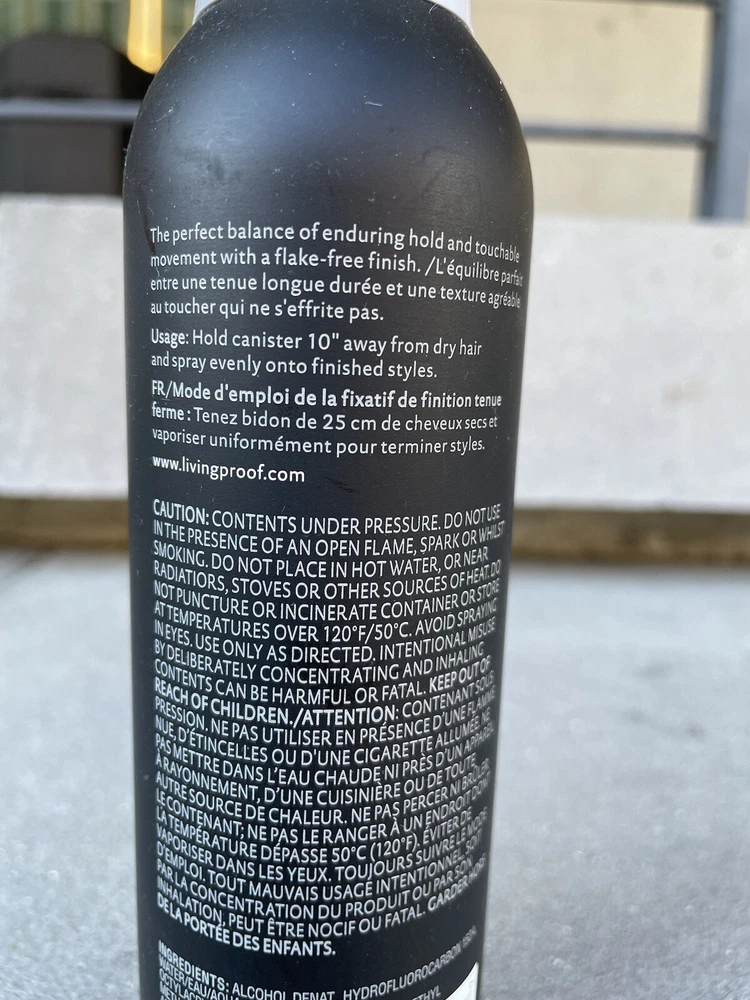 The perfect balance of enduring hold and touchable
movement with a flake-free finish. /L'équilibre parfait
entre une tenue longue durée et une texture agréable
au toucher qui ne s'effrite pas.
Usage: Hold canister 10" away from dry hair
and spray evenly onto finished styles.
FR/Mode d'emploi de la fixatif de finition tenue
ferme : Tenez bidon de 25 cm de cheveux secs et
vaporiser uniformément pour terminer styles.
www.livingproof.com
CAUTION: CONTENTS UNDER PRESSURE. DO NOT USE
IN THE PRESENCE OF AN OPEN FLAME, SPARK OR WHILST
SMOKING. DO NOT PLACE IN HOT WATER, OR NEAR
RADIATIORS, STOVES OR OTHER SOURCES OF HEAT. DO
NOT PUNCTURE OR INCINERATE CONTAINER OR STORE
AT TEMPERATURES OVER 120°F/50°C. AVOID SPRAYING
IN EYES. USE ONLY AS DIRECTED. INTENTIONAL MISUSE
BY DELIBERATELY CONCENTRATING AND INHALING
CONTENTS CAN BE HARMFUL OR FATAL. KEEP OUT OF
REACH OF CHILDREN./ATTENTION: CONTENANT SOUS
PRESSION. NE PAS UTILISER EN PRÉSENCE D'UNE FLAMME
NUE, D'ÉTINCELLES OU D'UNE CIGARETTE ALLUMÉE. NE
PAS METTRE DANS L'EAU CHAUDE NI PRÈS D'UN APPAREIL
À RAYONNEMENT, D'UNE CUISINIÈRE OU DE TOUTE
AUTRE SOURCE DE CHALEUR. NE PAS PERCER NI BRÛLER
LE CONTENANT; NE PAS LE RANGER À UN ENDROIT DONT
LA TEMPÉRATURE DÉPASSE 50°C (120°F). ÉVITER DE
VAPORISER DANS LES YEUX. TOUJOURS SUIVRE LE MODE
D'EMPLOI. TOUT MAUVAIS USAGE INTENTIONNEL, SOIT
PAR LA CONCENTRATION DU PRODUIT OU PAR SON
INHALATION, PEUT ÊTRE NOCIF OU FATAL. GARDER HORS
DE LA PORTÉE DES ENFANTS.
INGREDIENTS: ALCOHOL DENAT. HYDROFLUOROCARBON 152A,
WATER/EAU/AQUA